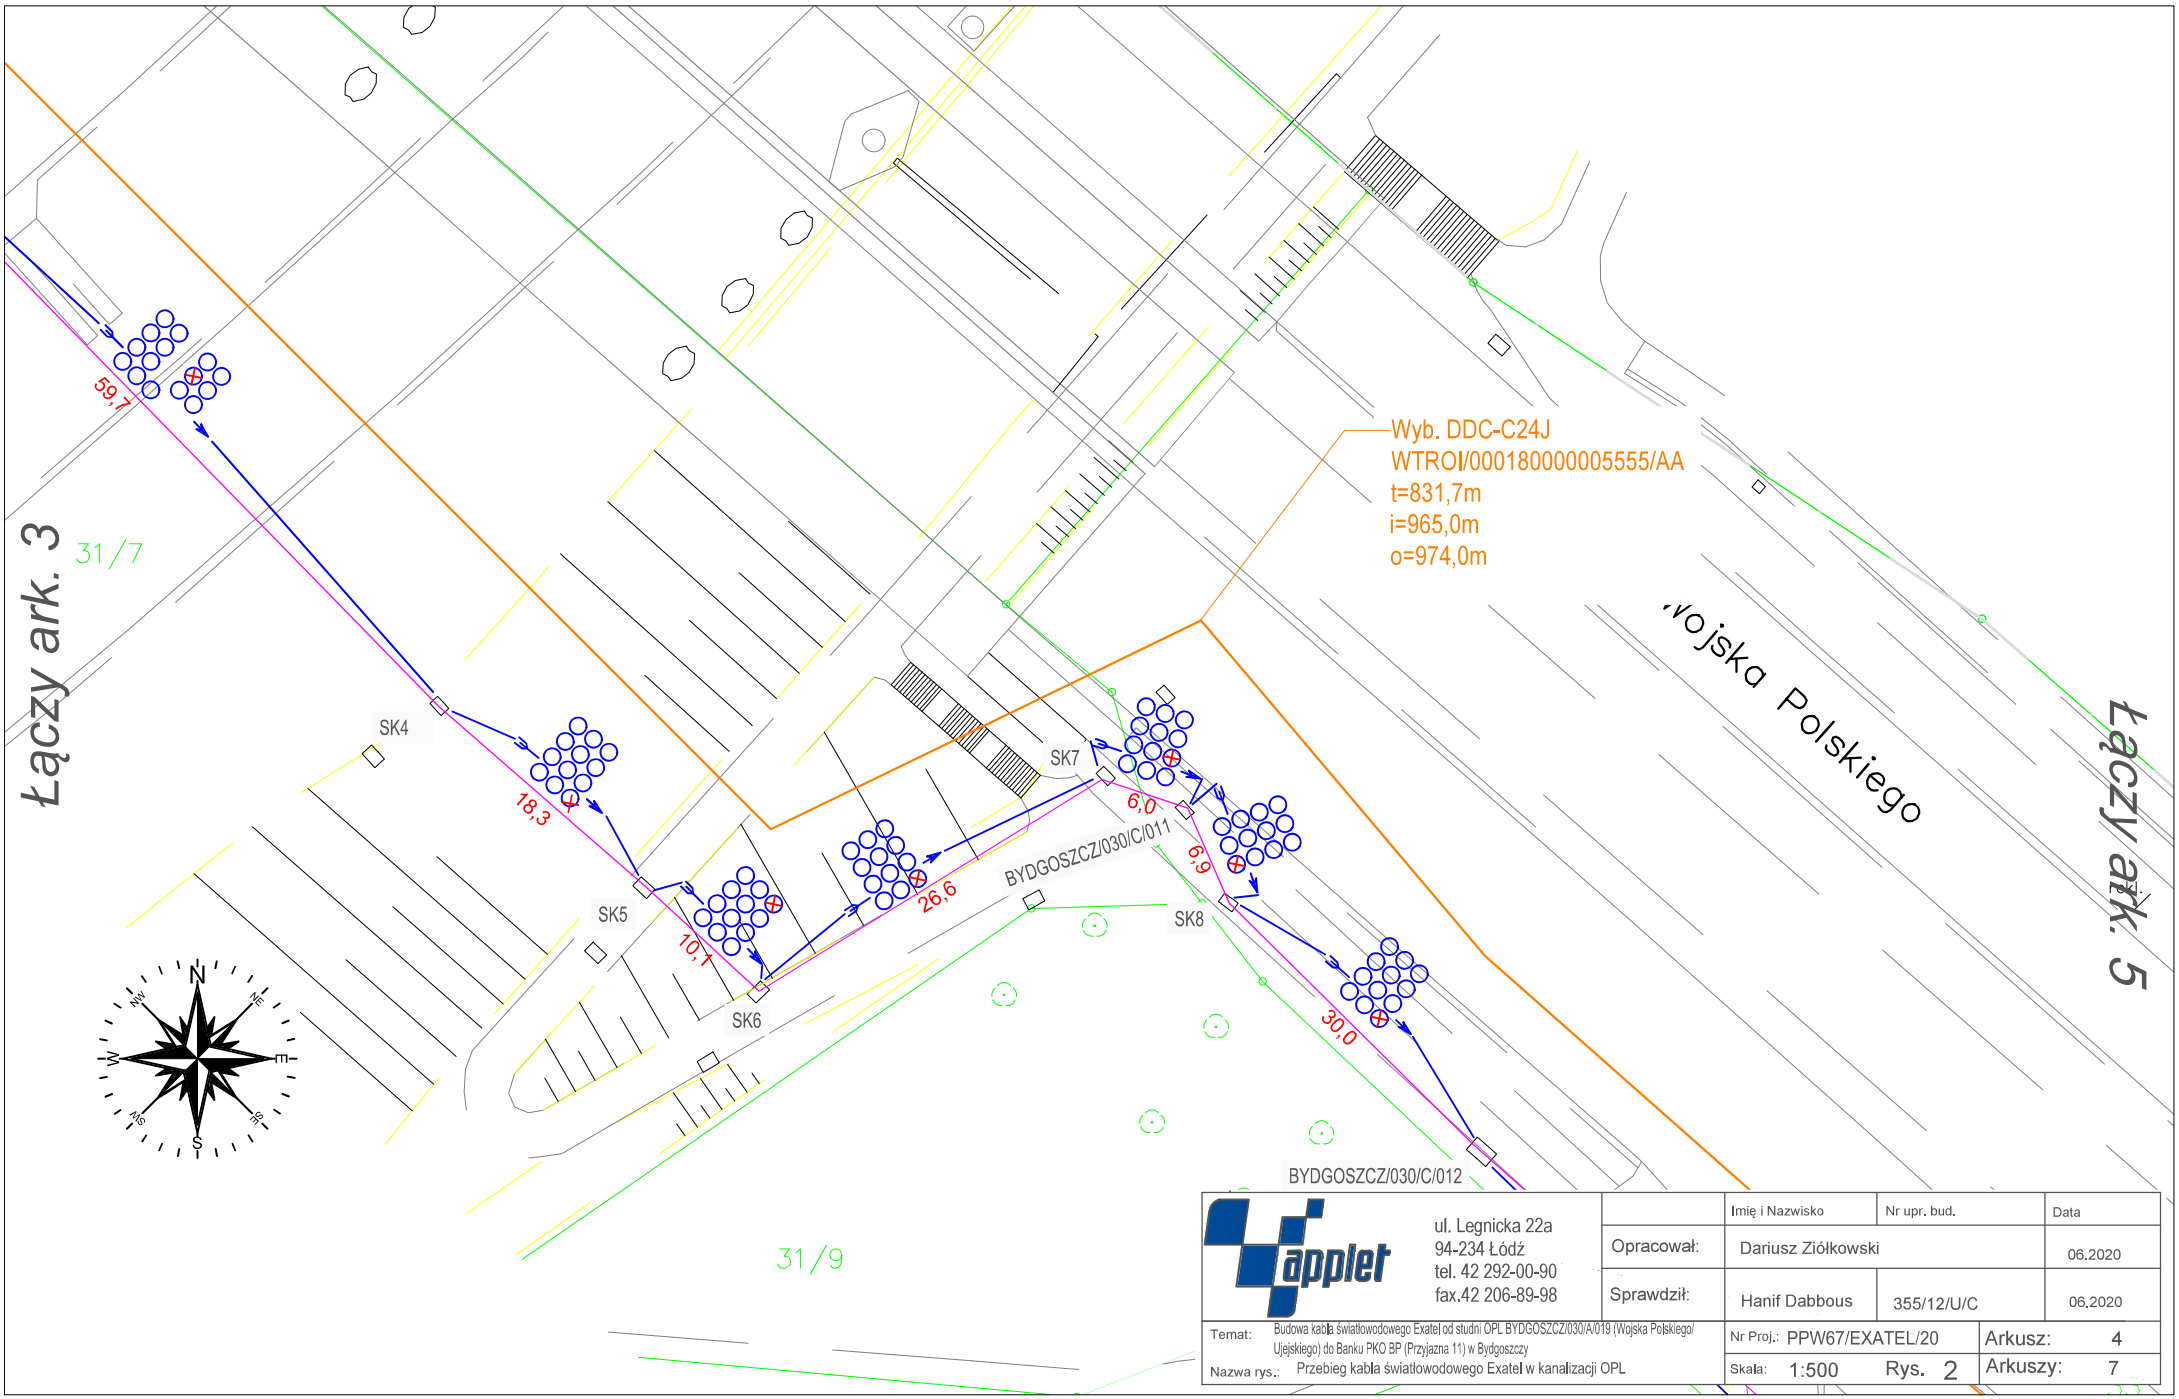 Wyb. DDC-C24J
WTROI/000180000005555/AA
t=831,7m
i=965,0m
o=974,0m
59,7
Łączy ark. 3
31/7
Wojska Polskiego
SK4
18,3
SK5
10,1
SK6
26,6
SK7
6,0
BYDGOSZCZ/030/C/011
6,9
SK8
30,0
Łączy ark. 5
BYDGOSZCZ/030/C/012
N
NE
E
SE
S
SW
W
NW
31/9
applet
ul. Legnicka 22a
94-234 Łódź
tel. 42 292-00-90
fax.42 206-89-98
Imię i Nazwisko Nr upr. bud. Data
Opracował: Dariusz Ziółkowski 06.2020
Sprawdził: Hanif Dabbous 355/12/U/C 06.2020
Temat: Budowa kabla światłowodowego Exatel od studni OPL BYDGOSZCZ/030/A/019 (Wojska Polskiego/
Ujejskiego) do Banku PKO BP (Przyjazna 11) w Bydgoszczy
Nazwa rys.: Przebieg kabla światłowodowego Exatel w kanalizacji OPL
Nr Proj.: PPW67/EXATEL/20 Arkusz: 4
Skala: 1:500 Rys. 2 Arkuszy: 7